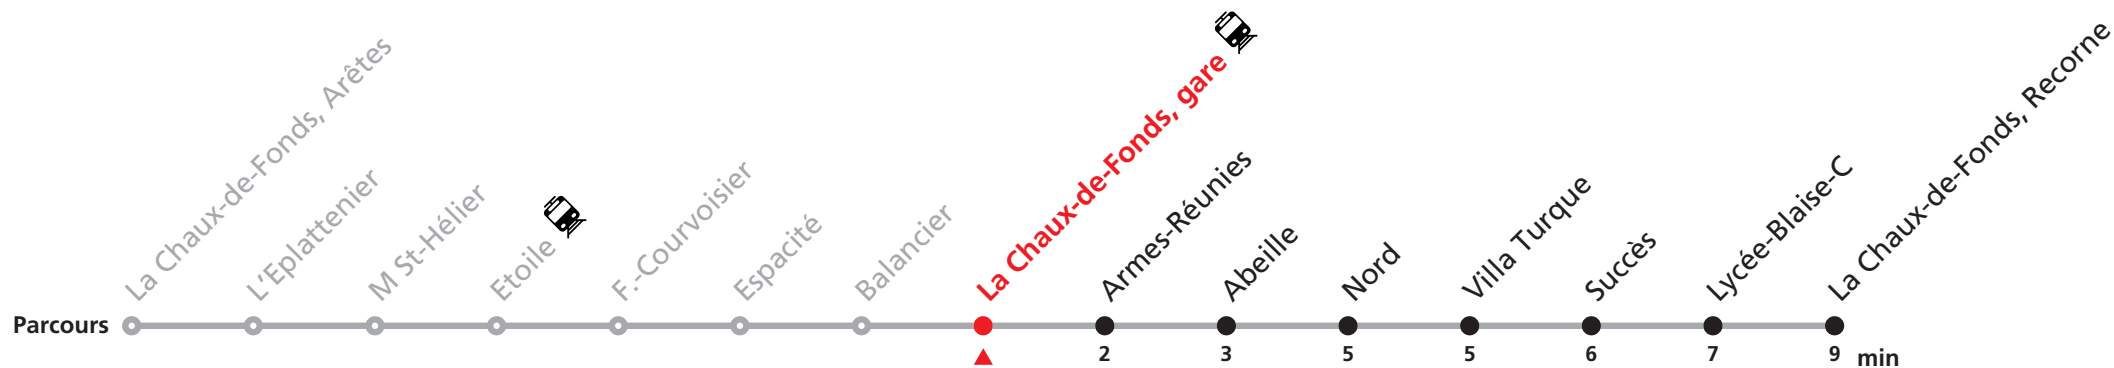 La Chaux-de-Fonds, Arêtes
L'Eplattenier
M St-Hélier
Etoile
F.-Courvoisier
Espacité
Balancier
La Chaux-de-Fonds, gare
Armes-Réunies
Abeille
Nord
Villa Turque
Succès
Lycée-Blaise-C
La Chaux-de-Fonds, Recorne
Parcours
2 3 5 5 6 7 9 min